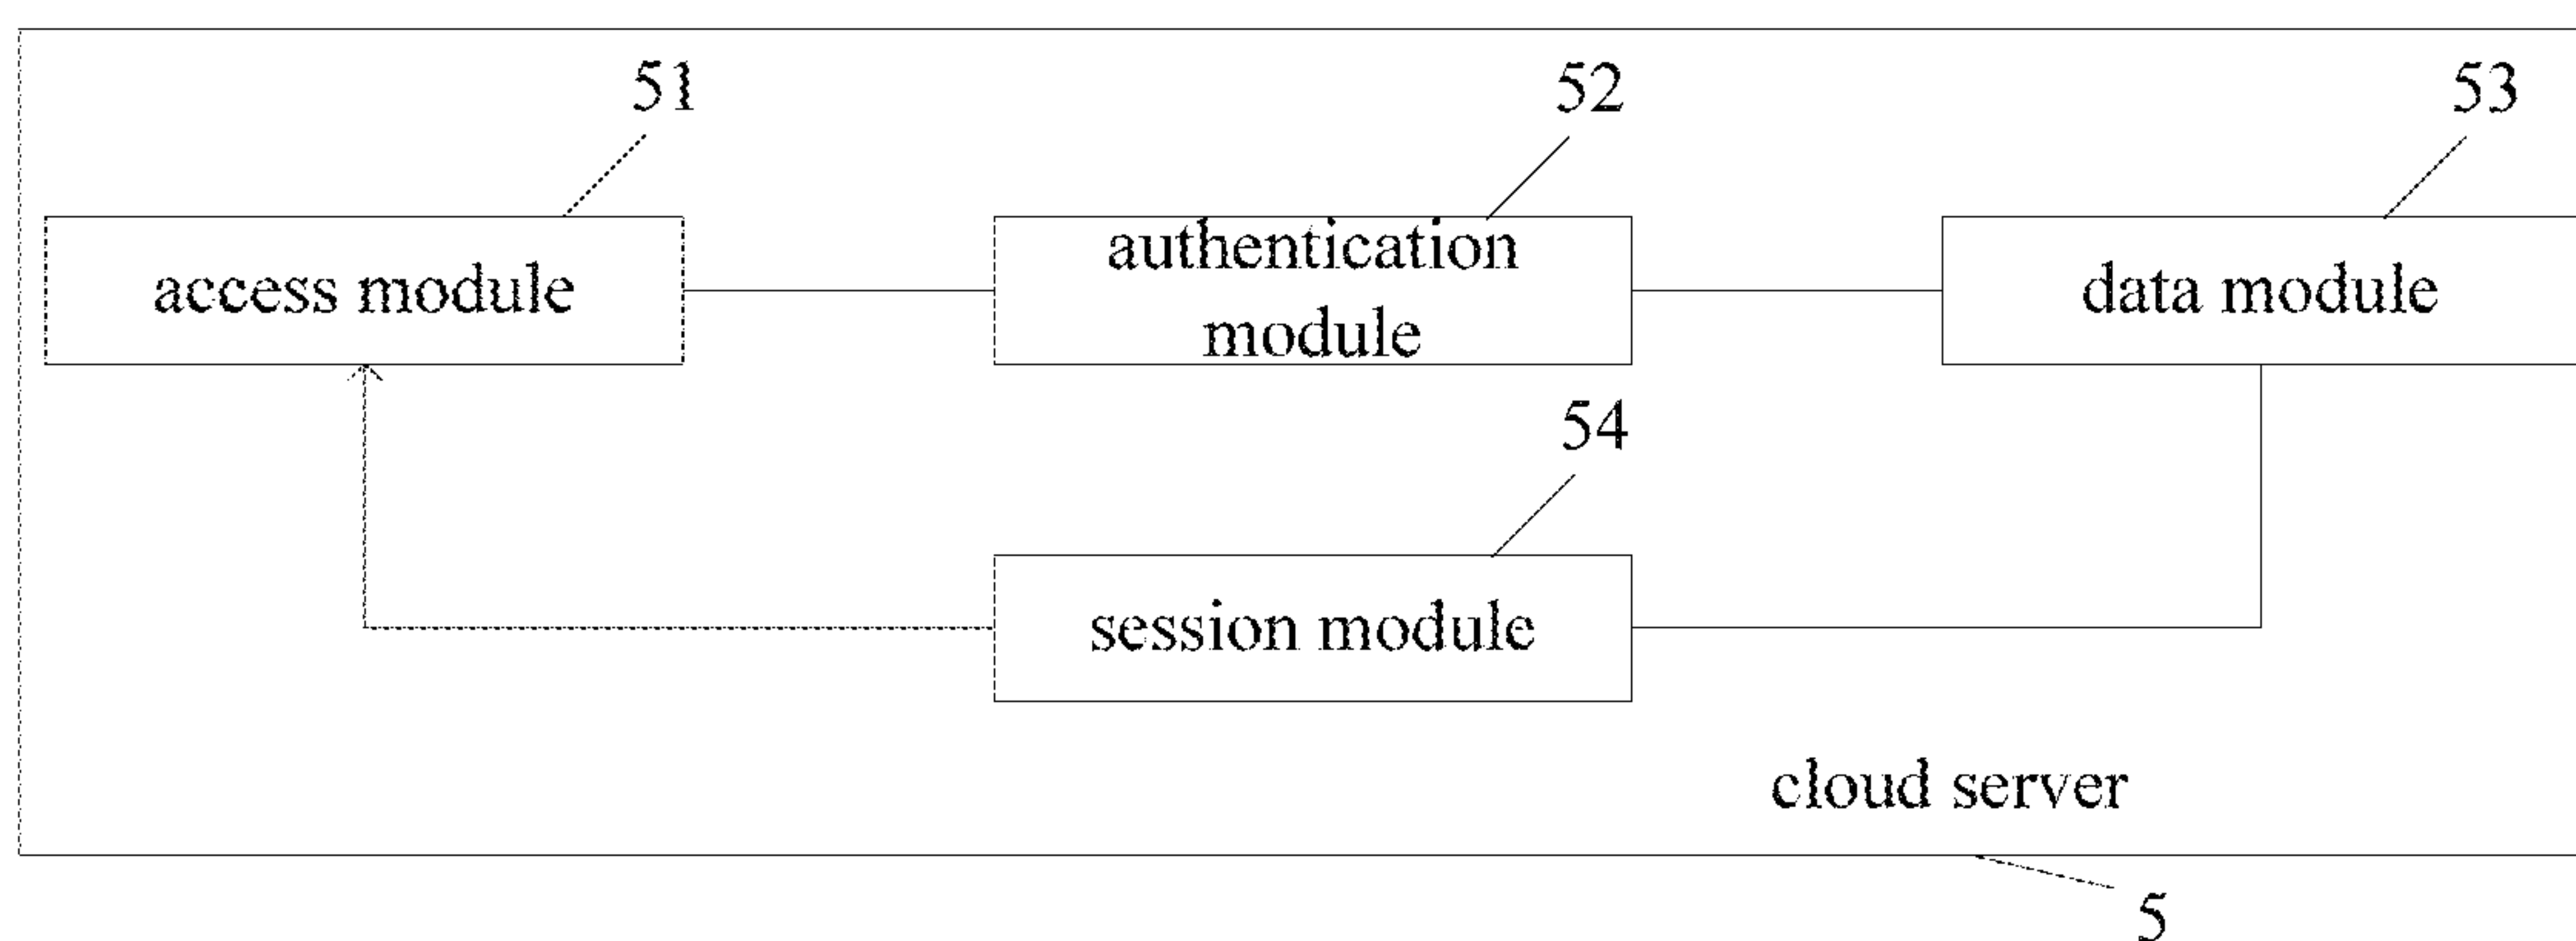 51
52
53
access module
authentication
module
data module
54
session module
cloud server
5